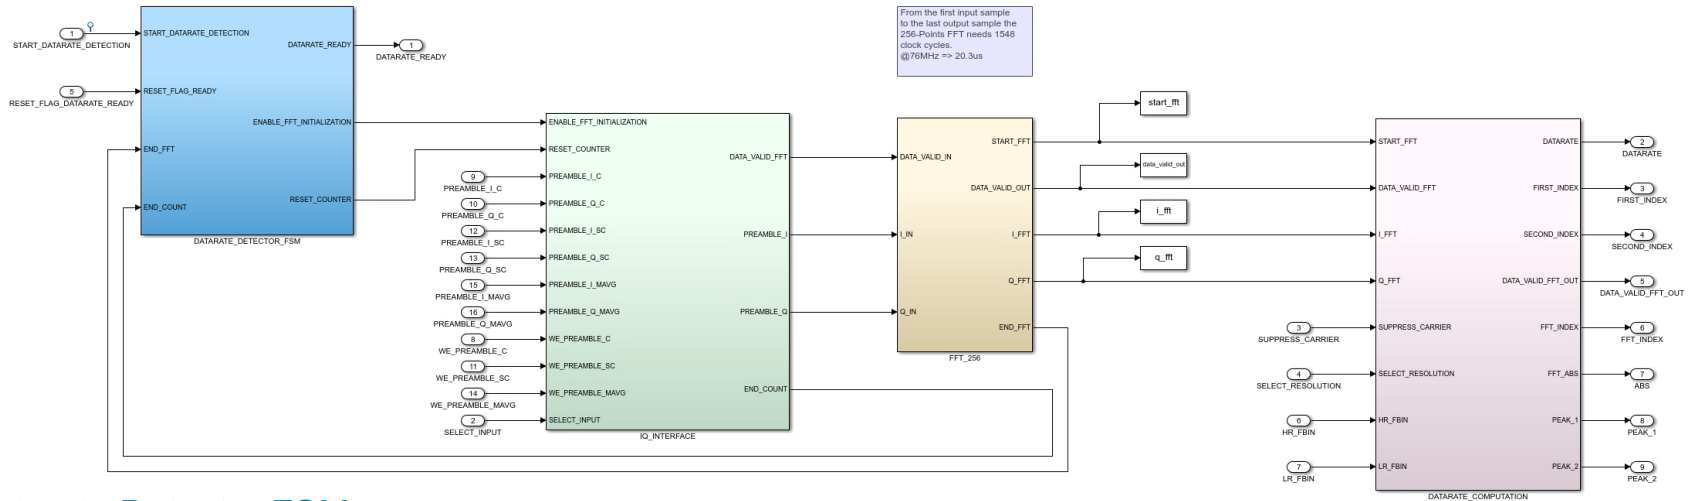 1
START_DATARATE_DETECTION
5
RESET_FLAG_DATARATE_READY
START_DATARATE_DETECTION
DATARATE_READY
RESET_FLAG_READY
ENABLE_FFT_INITIALIZATION
END_FFT
RESET_COUNTER
END_COUNT
DATARATE_DETECTOR_FSM
1
DATARATE_READY
9
PREAMBLE_I_C
10
PREAMBLE_Q_C
12
PREAMBLE_I_SC
13
PREAMBLE_Q_SC
15
PREAMBLE_I_MAVG
16
PREAMBLE_Q_MAVG
8
WE_PREAMBLE_C
11
WE_PREAMBLE_SC
14
WE_PREAMBLE_MAVG
2
SELECT_INPUT
ENABLE_FFT_INITIALIZATION
RESET_COUNTER
DATA_VALID_FFT
PREAMBLE_I_C
PREAMBLE_Q_C
PREAMBLE_I_SC
PREAMBLE_I
PREAMBLE_Q_SC
PREAMBLE_I_MAVG
PREAMBLE_Q_MAVG
PREAMBLE_Q
WE_PREAMBLE_C
WE_PREAMBLE_SC
WE_PREAMBLE_MAVG
END_COUNT
SELECT_INPUT
IQ_INTERFACE
From the first input sample
to the last output sample the
256-Points FFT needs 1548
clock cycles.
@76MHz => 20.3us
START_FFT
DATA_VALID_IN
DATA_VALID_OUT
I_IN
I_FFT
Q_FFT
Q_IN
END_FFT
FFT_256
start_fft
data_valid_out
i_fft
q_fft
3
SUPPRESS_CARRIER
4
SELECT_RESOLUTION
6
HR_FBIN
7
LR_FBIN
START_FFT
DATARATE
DATA_VALID_FFT
FIRST_INDEX
I_FFT
SECOND_INDEX
Q_FFT
DATA_VALID_FFT_OUT
SUPPRESS_CARRIER
FFT_INDEX
SELECT_RESOLUTION
FFT_ABS
HR_FBIN
PEAK_1
LR_FBIN
PEAK_2
DATARATE_COMPUTATION
2
DATARATE
3
FIRST_INDEX
4
SECOND_INDEX
5
DATA_VALID_FFT_OUT
6
FFT_INDEX
7
ABS
8
PEAK_1
9
PEAK_2